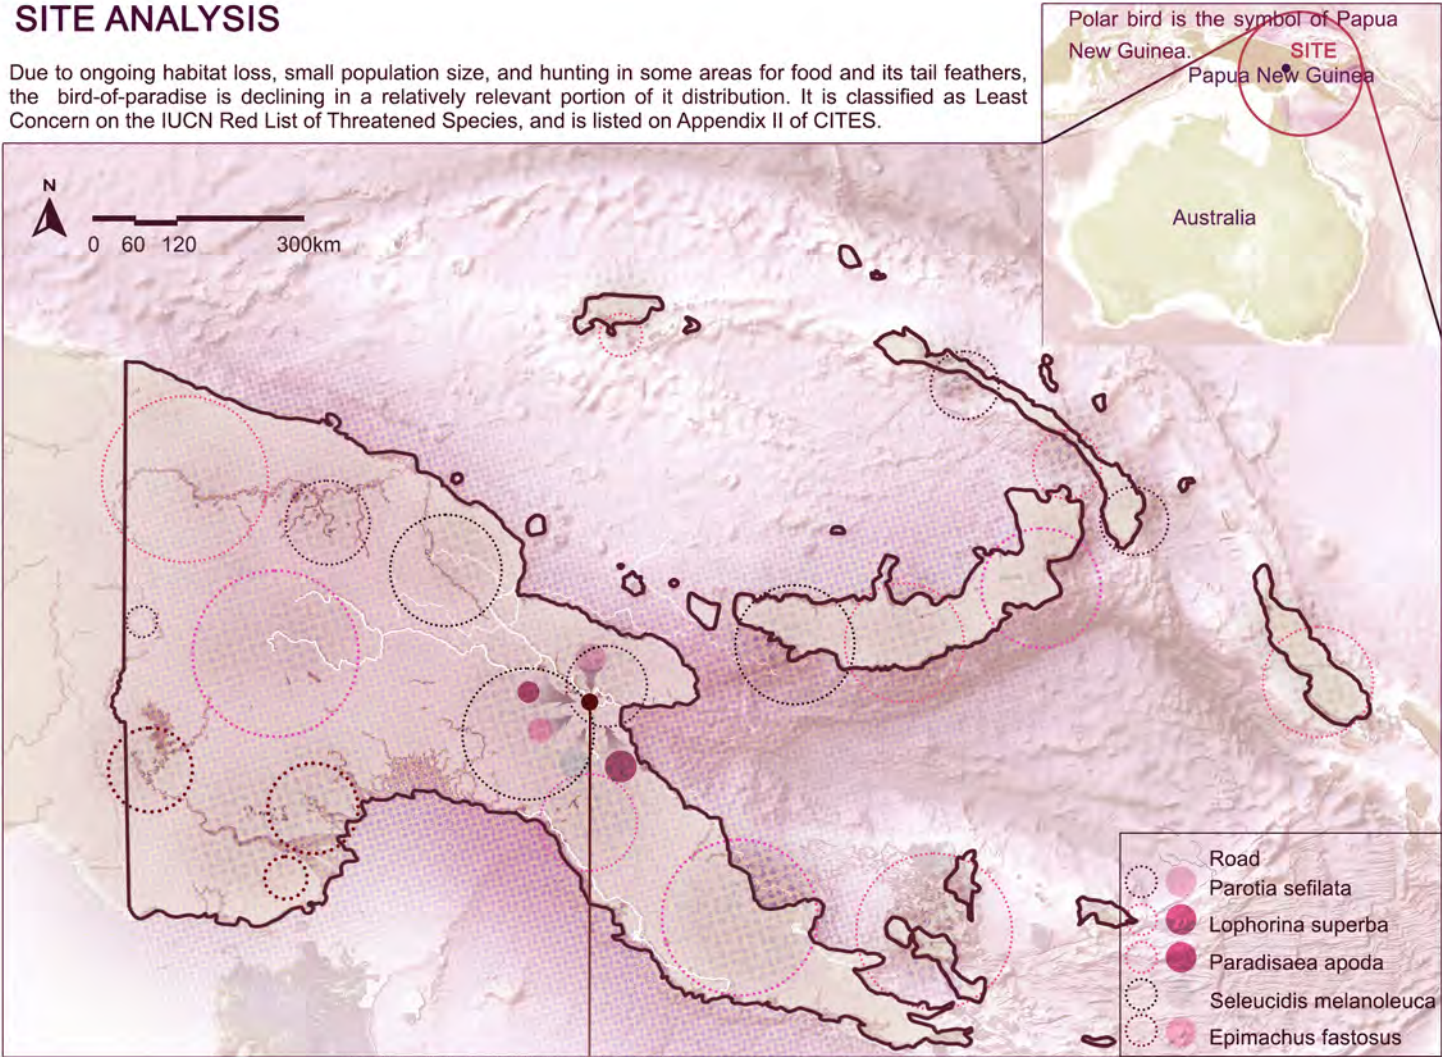 SITE ANALYSIS
Due to ongoing habitat loss, small population size, and hunting in some areas for food and its tail feathers,
the bird-of-paradise is declining in a relatively relevant portion of it distribution. It is classified as Least
Concern on the IUCN Red List of Threatened Species, and is listed on Appendix II of CITES.
Polar bird is the symbol of Papua
New Guinea.
SITE
Papua New Guinea
Australia
N
0 60 120 300km
Road
Parotia sefilata
Lophorina superba
Paradisaea apoda
Seleucidis melanoleuca
Epimachus fastosus